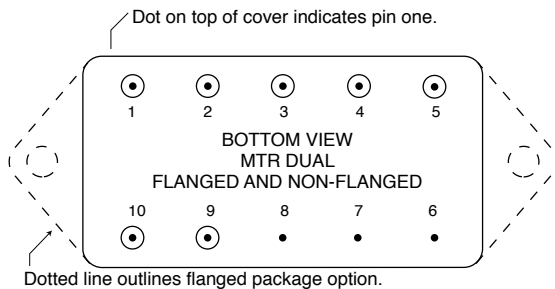 Dot on top of cover indicates pin one.
1 2 3 4 5
BOTTOM VIEW
MTR DUAL
FLANGED AND NON-FLANGED
10 9 8 7 6
Dotted line outlines flanged package option.